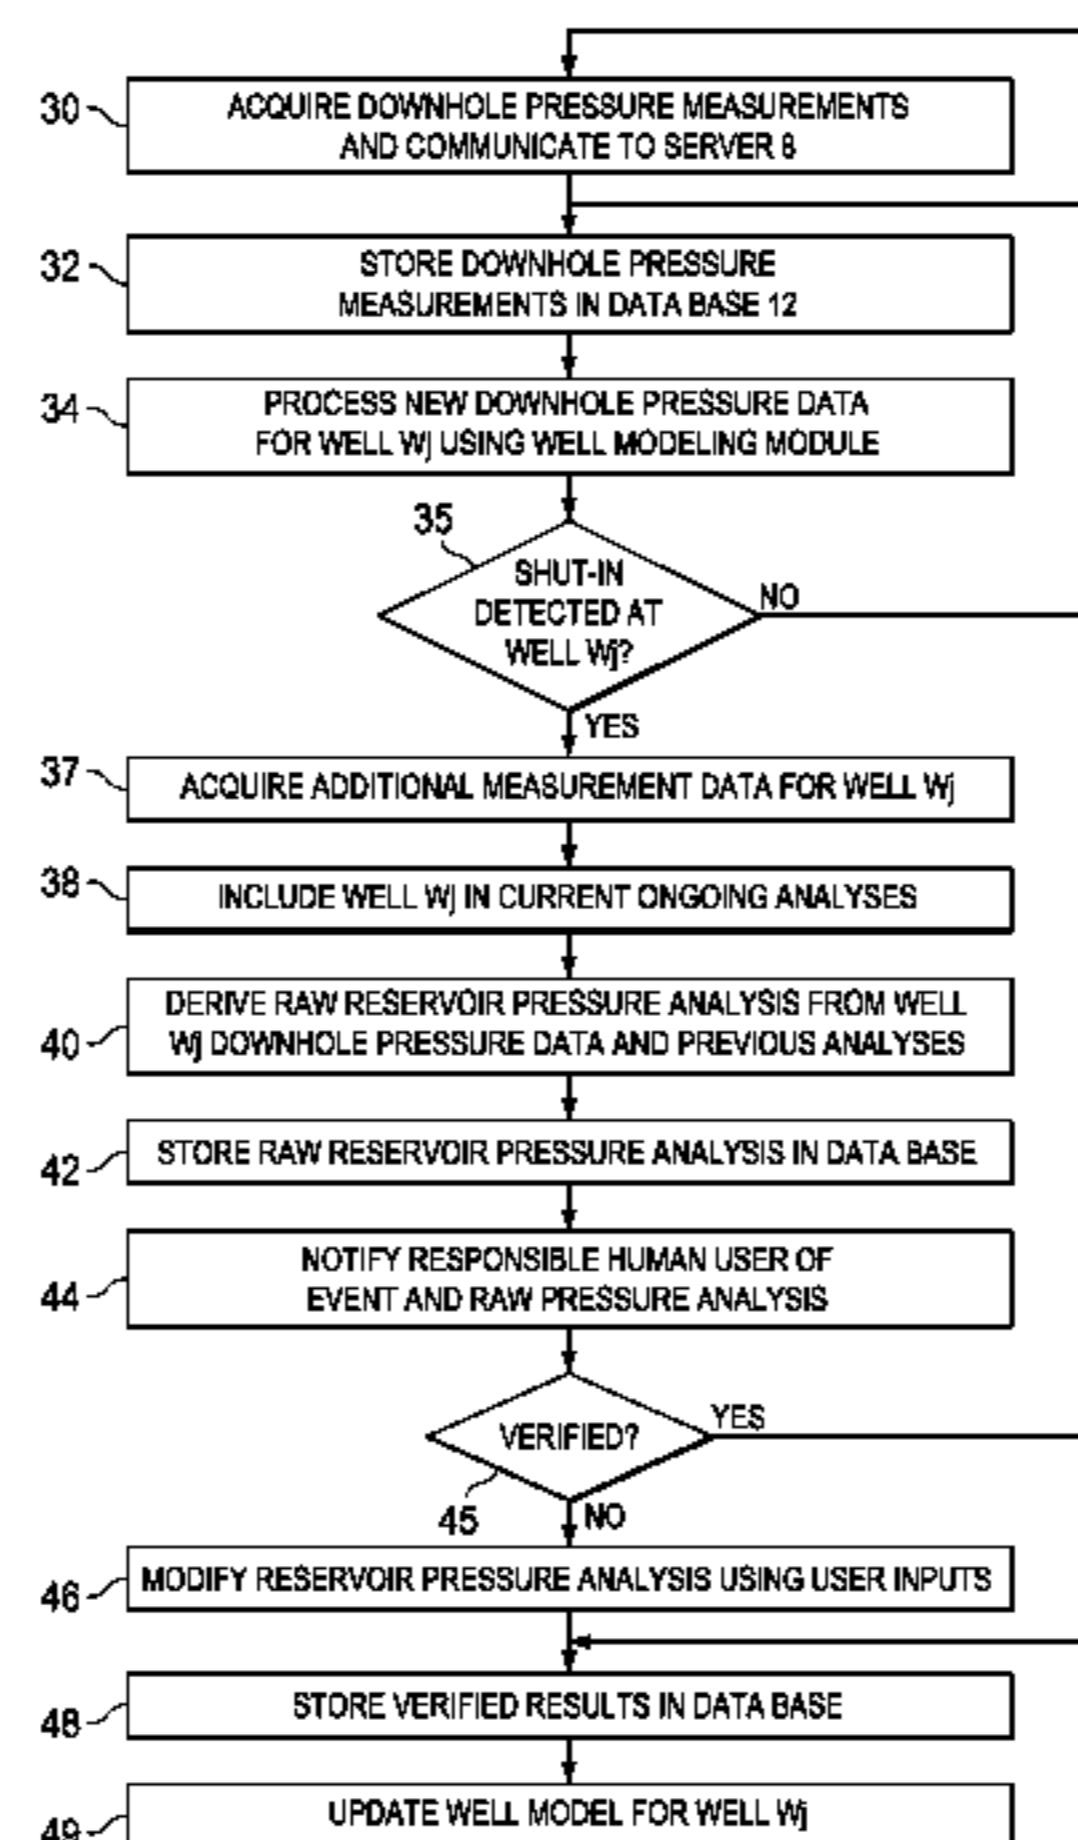 30
ACQUIRE DOWNHOLE PRESSURE MEASUREMENTS
AND COMMUNICATE TO SERVER 8
32
STORE DOWNHOLE PRESSURE
MEASUREMENTS IN DATA BASE 12
34
PROCESS NEW DOWNHOLE PRESSURE DATA
FOR WELL Wj USING WELL MODELING MODULE
35
SHUT-IN
DETECTED AT
WELL Wj?
NO
YES
37
ACQUIRE ADDITIONAL MEASUREMENT DATA FOR WELL Wj
38
INCLUDE WELL Wj IN CURRENT ONGOING ANALYSES
40
DERIVE RAW RESERVOIR PRESSURE ANALYSIS FROM WELL
Wj DOWNHOLE PRESSURE DATA AND PREVIOUS ANALYSES
42
STORE RAW RESERVOIR PRESSURE ANALYSIS IN DATA BASE
44
NOTIFY RESPONSIBLE HUMAN USER OF
EVENT AND RAW PRESSURE ANALYSIS
VERIFIED?
YES
45
NO
46
MODIFY RESERVOIR PRESSURE ANALYSIS USING USER INPUTS
48
STORE VERIFIED RESULTS IN DATA BASE
49
UPDATE WELL MODEL FOR WELL Wj